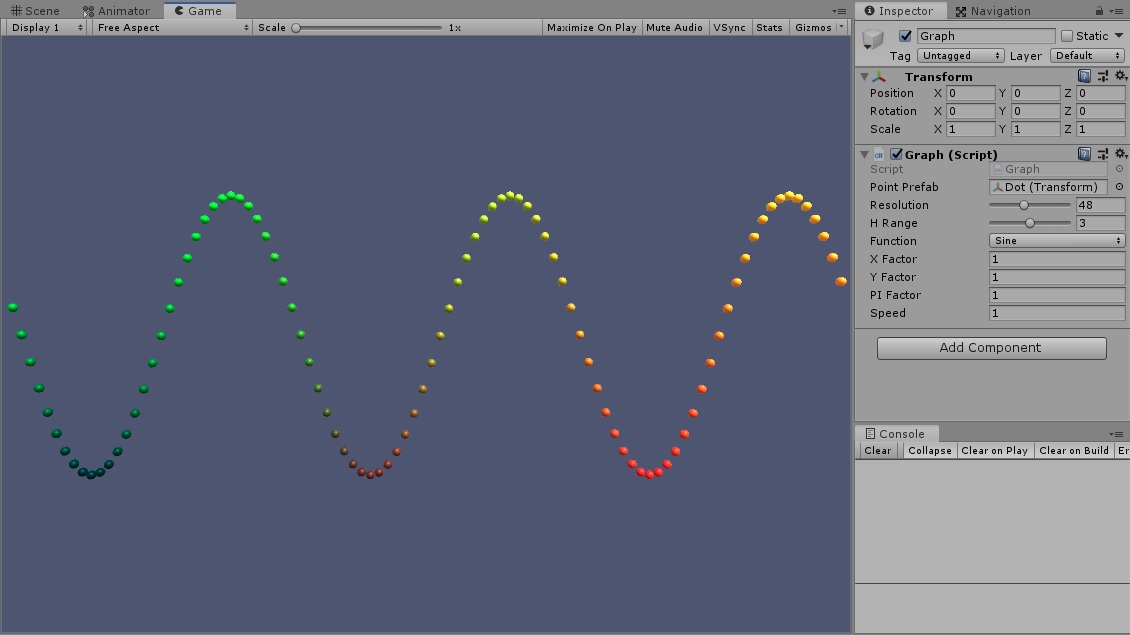 Scene Animator Game
Display 1 Free Aspect Scale 1x Maximize On Play Mute Audio VSync Stats Gizmos
Inspector Navigation
Graph Static
Tag Untagged Layer Default
Transform
Position X 0 Y 0 Z 0
Rotation X 0 Y 0 Z 0
Scale X 1 Y 1 Z 1
Graph (Script)
Script Graph
Point Prefab Dot (Transform)
Resolution 48
H Range 3
Function Sine
X Factor 1
Y Factor 1
PI Factor 1
Speed 1
Add Component
Console
Clear Collapse Clear on Play Clear on Build Er